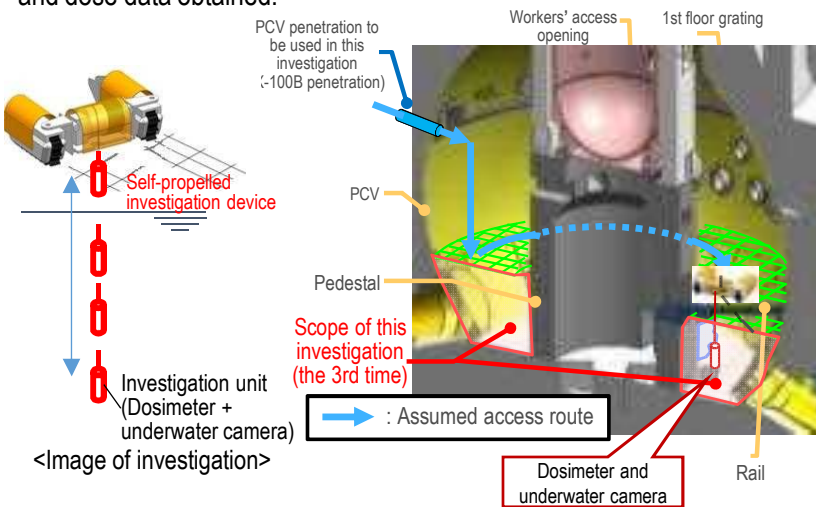 and dose data obtained.
PCV penetration to
be used in this
investigation
(X-100B penetration)
Workers' access
opening
1st floor grating
Self-propelled
investigation device
PCV
Pedestal
Scope of this
investigation
(the 3rd time)
Investigation unit
(Dosimeter +
underwater camera)
<Image of investigation>
: Assumed access route
Dosimeter and
underwater camera
Rail